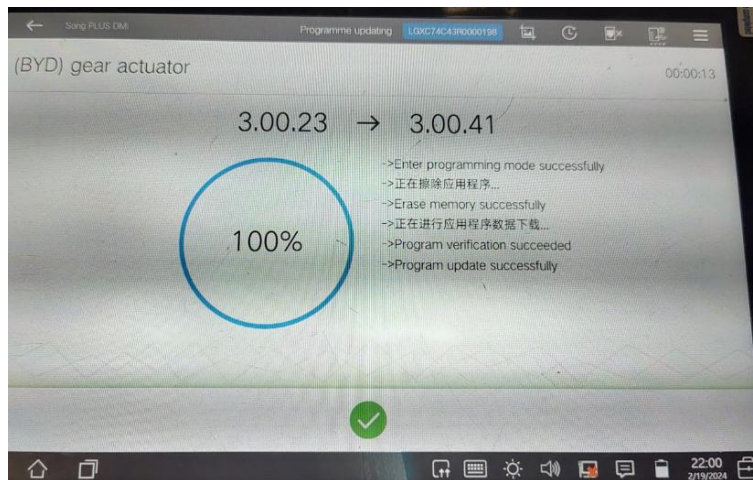 Song PLUS DMI
Programme updating LGXC74C43R0000198
(BYD) gear actuator
00:00:13
3.00.23 → 3.00.41
100%
->Enter programming mode successfully
->正在擦除应用程序...
->Erase memory successfully
->正在进行应用程序数据下载...
->Program verification succeeded
->Program update successfully
22:00
2/19/2024